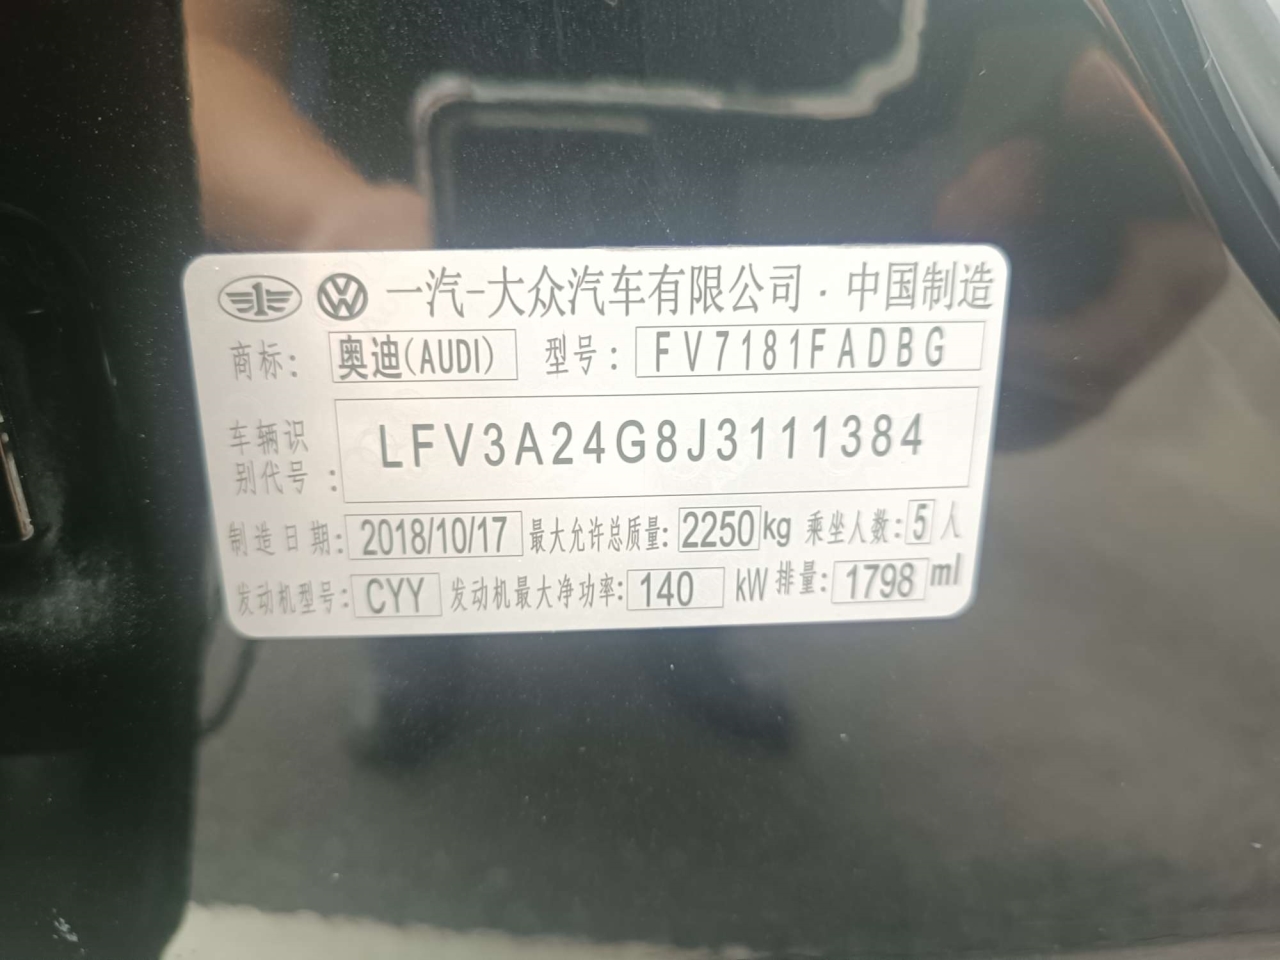 一汽-大众汽车有限公司·中国制造
商标: 奥迪(AUDI) 型号: FV7181FADBG
车辆识别代号: LFV3A24G8J3111384
制造日期: 2018/10/17 最大允许总质量: 2250kg 乘坐人数: 5人
发动机型号: CYY 发动机最大净功率: 140 kW 排量: 1798 ml